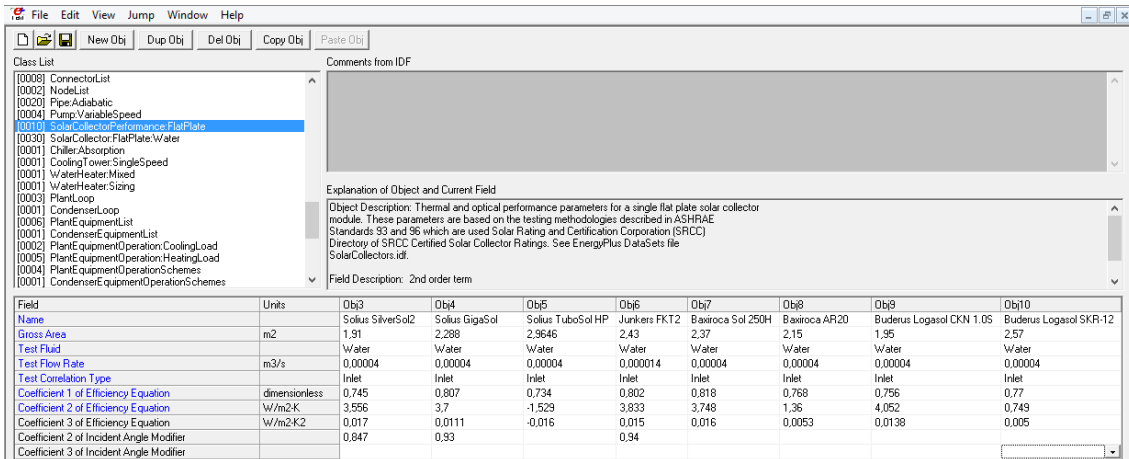 File Edit View Jump Window Help
New Obj Dup Obj Del Obj Copy Obj Paste Obj
Class List
[0008] ConnectorList
[0002] NodeList
[0020] Pipe:Adiabatic
[0004] Pump:VariableSpeed
[0010] SolarCollectorPerformance:FlatPlate
[0030] SolarCollector:FlatPlate:Water
[0001] Chiller:Absorption
[0001] CoolingTower:SingleSpeed
[0001] WaterHeater:Mixed
[0001] WaterHeater:Sizing
[0003] PlantLoop
[0001] CondenserLoop
[0006] PlantEquipmentList
[0001] CondenserEquipmentList
[0002] PlantEquipmentOperation:CoolingLoad
[0005] PlantEquipmentOperation:HeatingLoad
[0004] PlantEquipmentOperationSchemes
[0001] CondenserEquipmentOperationSchemes
Comments from IDF
Explanation of Object and Current Field
Object Description: Thermal and optical performance parameters for a single flat plate solar collector
module. These parameters are based on the testing methodologies described in ASHRAE
Standards 93 and 96 which are used Solar Rating and Certification Corporation (SRCC)
Directory of SRCC Certified Solar Collector Ratings. See EnergyPlus DataSets file
SolarCollectors.idf.
Field Description: 2nd order term
Field Units Obj3 Obj4 Obj5 Obj6 Obj7 Obj8 Obj9 Obj10
Name Solius SilverSol2 Solius GigaSol Solius TuboSol HP Junkers FKT2 Baxiroca Sol 250H Baxiroca AR20 Buderus Logasol CKN 1.0S Buderus Logasol SKR-12
Gross Area m2 1,91 2,288 2,9646 2,43 2,37 2,15 1,95 2,57
Test Fluid Water Water Water Water Water Water Water Water
Test Flow Rate m3/s 0,00004 0,00004 0,00004 0,000014 0,00004 0,00004 0,00004 0,00004
Test Correlation Type Inlet Inlet Inlet Inlet Inlet Inlet Inlet Inlet
Coefficient 1 of Efficiency Equation dimensionless 0,745 0,807 0,734 0,802 0,818 0,768 0,756 0,77
Coefficient 2 of Efficiency Equation W/m2-K 3,556 3,7 -1,529 3,833 3,748 1,36 4,052 0,749
Coefficient 3 of Efficiency Equation W/m2-K2 0,017 0,0111 -0,016 0,015 0,016 0,0053 0,0138 0,005
Coefficient 2 of Incident Angle Modifier 0,847 0,93 0,94
Coefficient 3 of Incident Angle Modifier